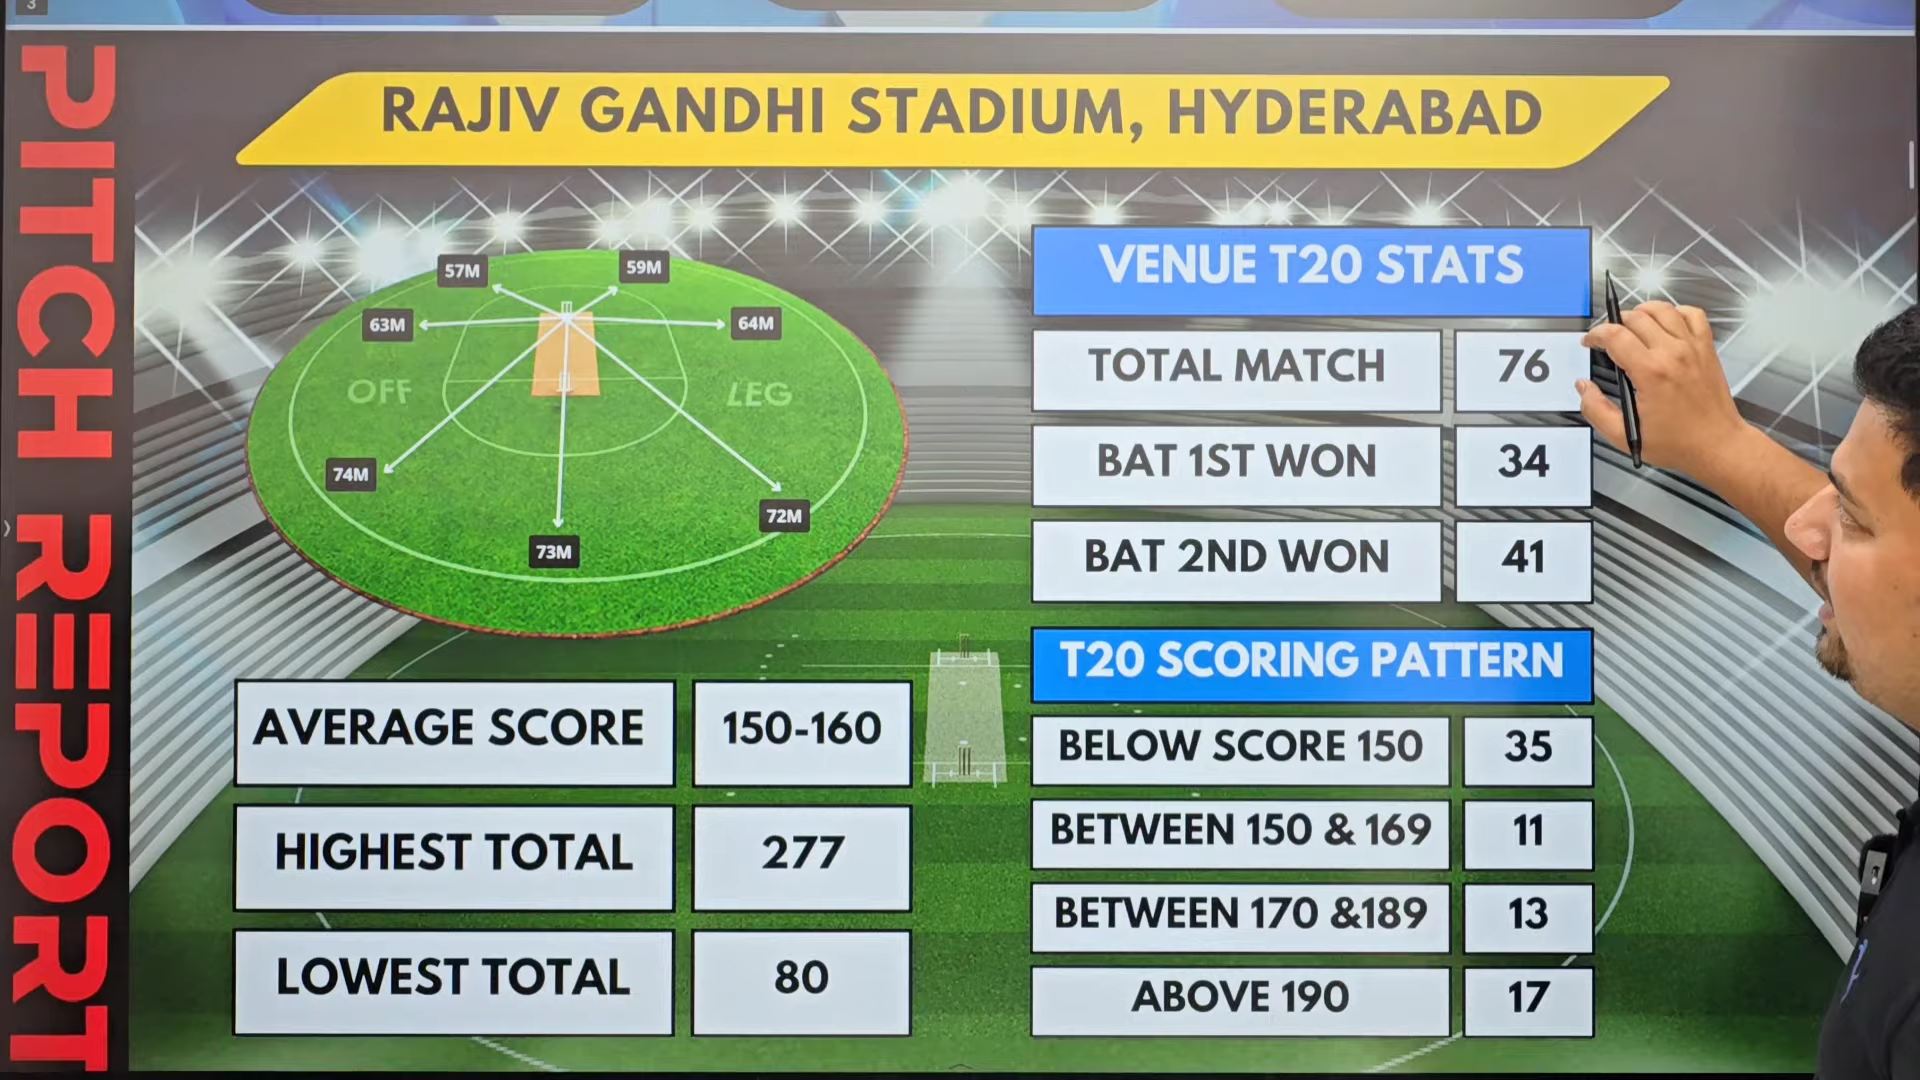 3
PITCH REPORT
RAJIV GANDHI STADIUM, HYDERABAD
57M
59M
63M
64M
OFF
LEG
74M
72M
73M
VENUE T20 STATS
TOTAL MATCH 76
BAT 1ST WON 34
BAT 2ND WON 41
T20 SCORING PATTERN
BELOW SCORE 150 35
BETWEEN 150 & 169 11
BETWEEN 170 &189 13
ABOVE 190 17
AVERAGE SCORE 150-160
HIGHEST TOTAL 277
LOWEST TOTAL 80